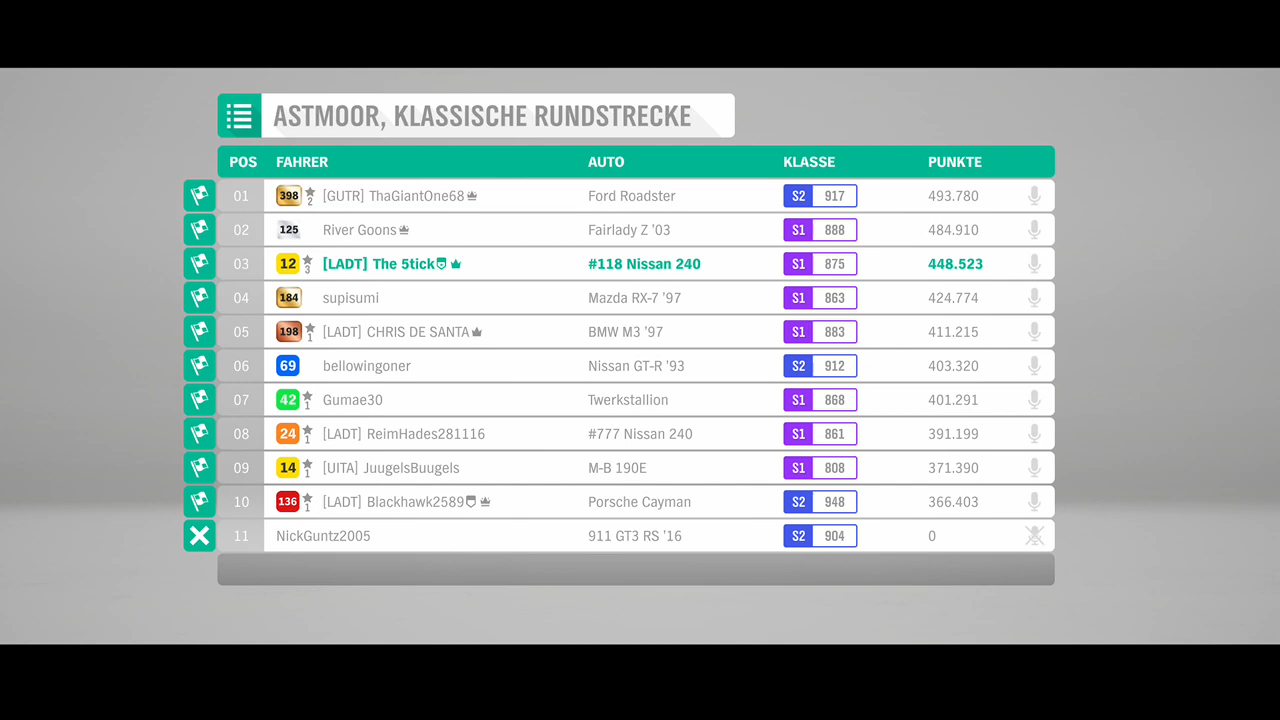 ASTMOOR, KLASSISCHE RUNDSTRECKE
POS FAHRER AUTO KLASSE PUNKTE
01 398 2 [GUTR] ThaGiantOne68 Ford Roadster S2 917 493.780
02 125 River Goons Fairlady Z '03 S1 888 484.910
03 12 3 [LADT] The 5tick #118 Nissan 240 S1 875 448.523
04 184 supisumi Mazda RX-7 '97 S1 863 424.774
05 198 1 [LADT] CHRIS DE SANTA BMW M3 '97 S1 883 411.215
06 69 bellowingoner Nissan GT-R '93 S2 912 403.320
07 42 1 Gumae30 Twerkstallion S1 868 401.291
08 24 1 [LADT] ReimHades281116 #777 Nissan 240 S1 861 391.199
09 14 1 [UITA] JuugelsBuugels M-B 190E S1 808 371.390
10 136 1 [LADT] Blackhawk2589 Porsche Cayman S2 948 366.403
11 NickGuntz2005 911 GT3 RS '16 S2 904 0